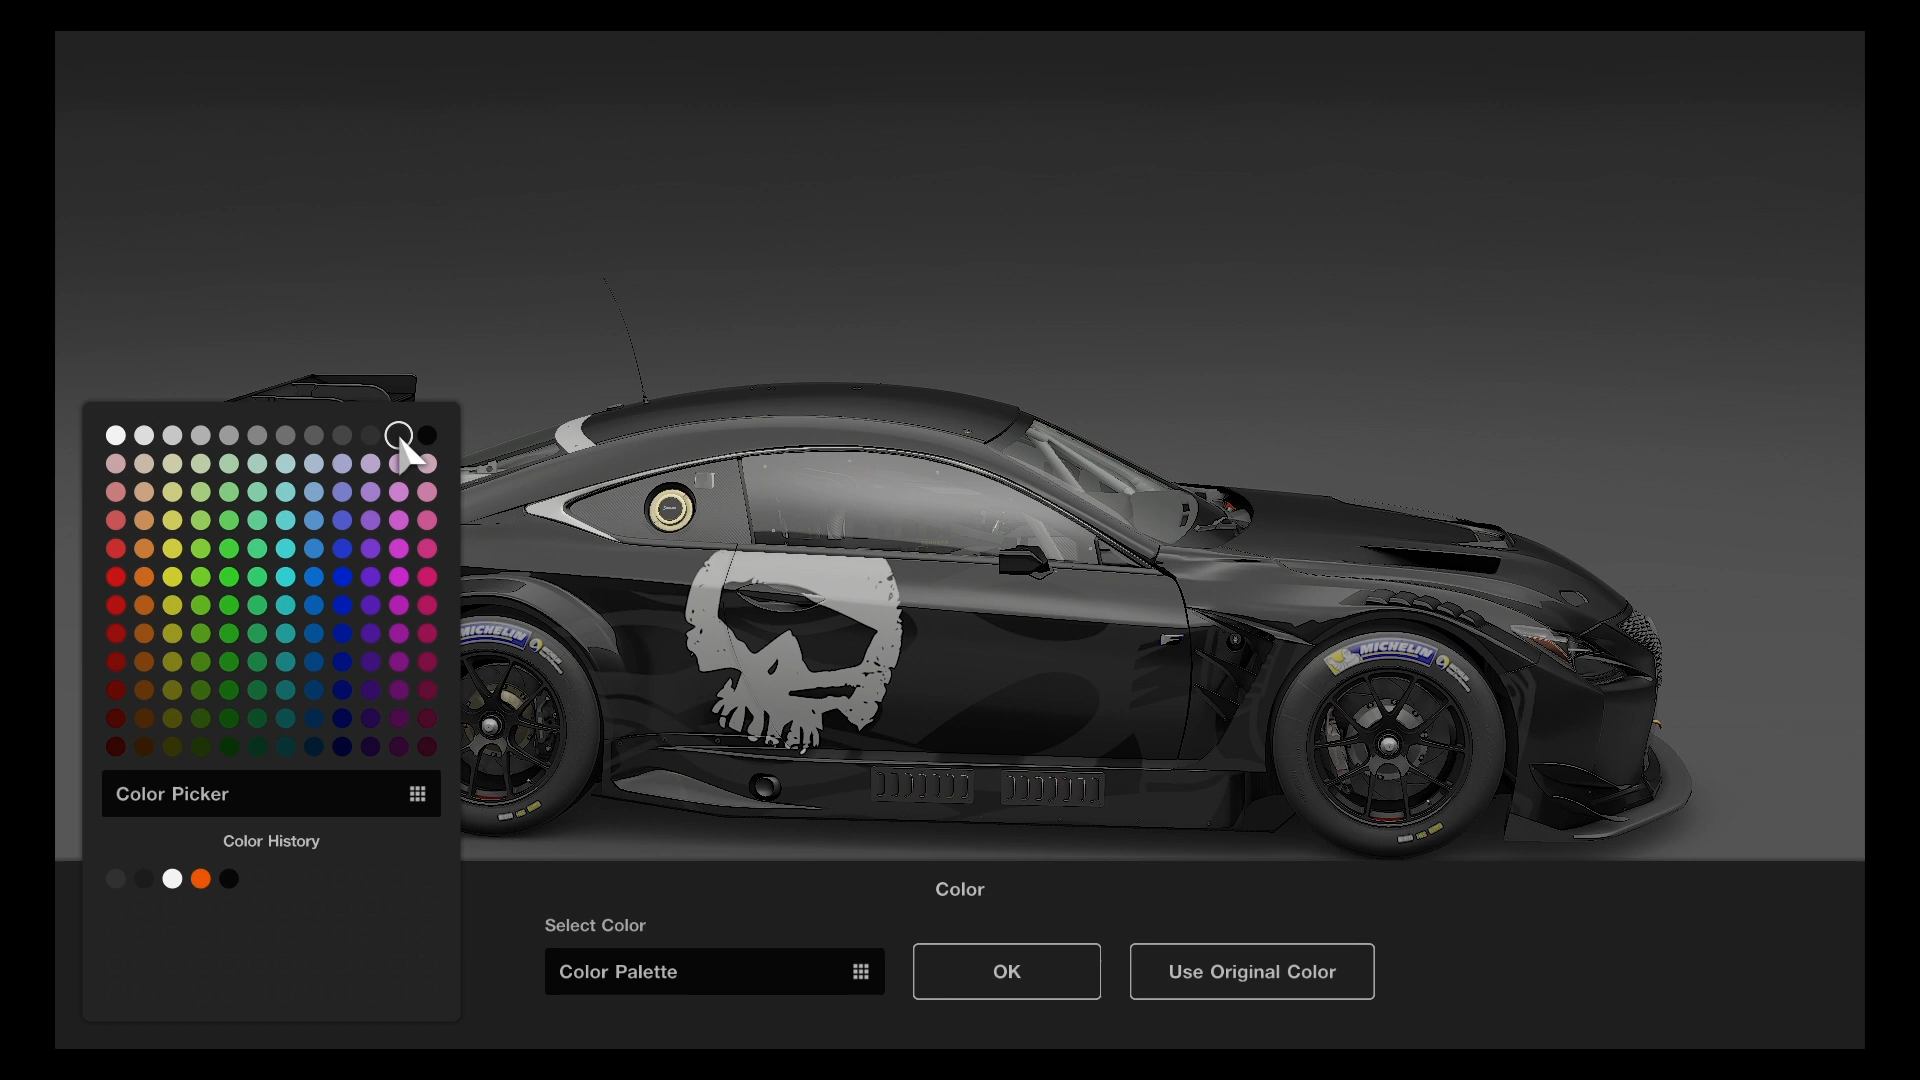 MICHELIN
MICHELIN
Color Picker
Color History
Color
Select Color
Color Palette
OK
Use Original Color